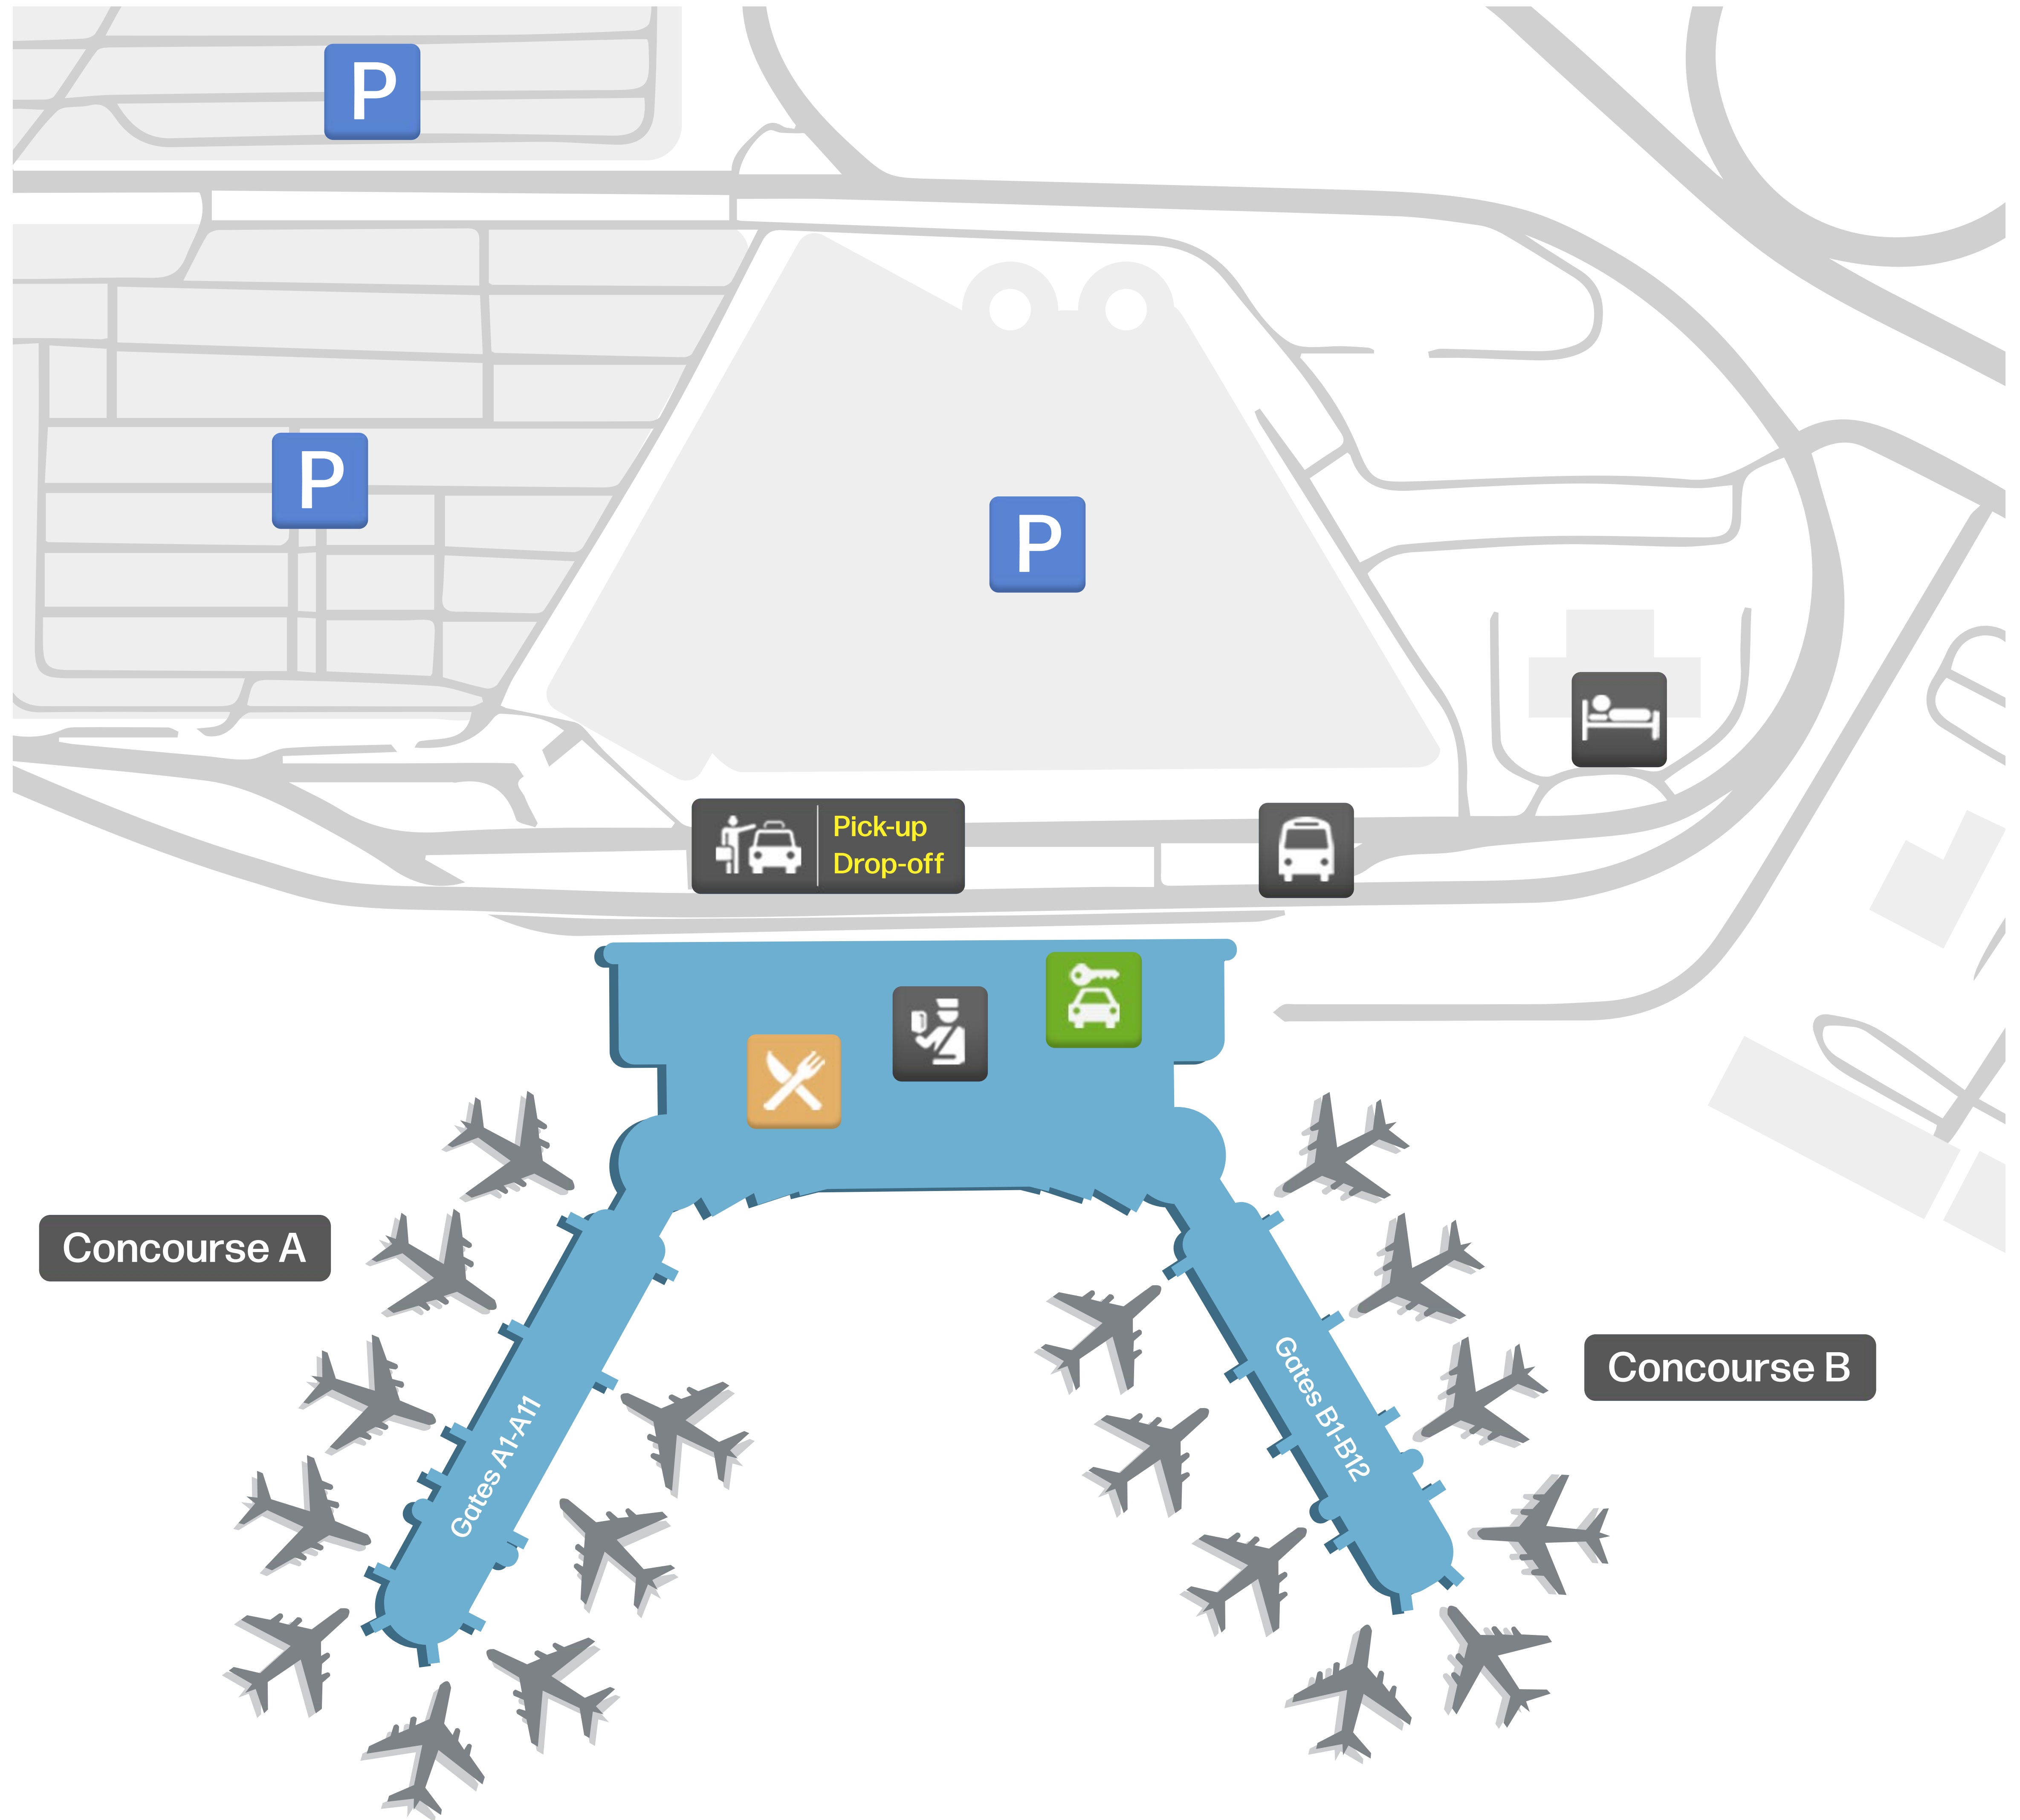 P
P
P
Pick-up
Drop-off
Concourse A
Gates A1-A11
Gates B1-B12
Concourse B